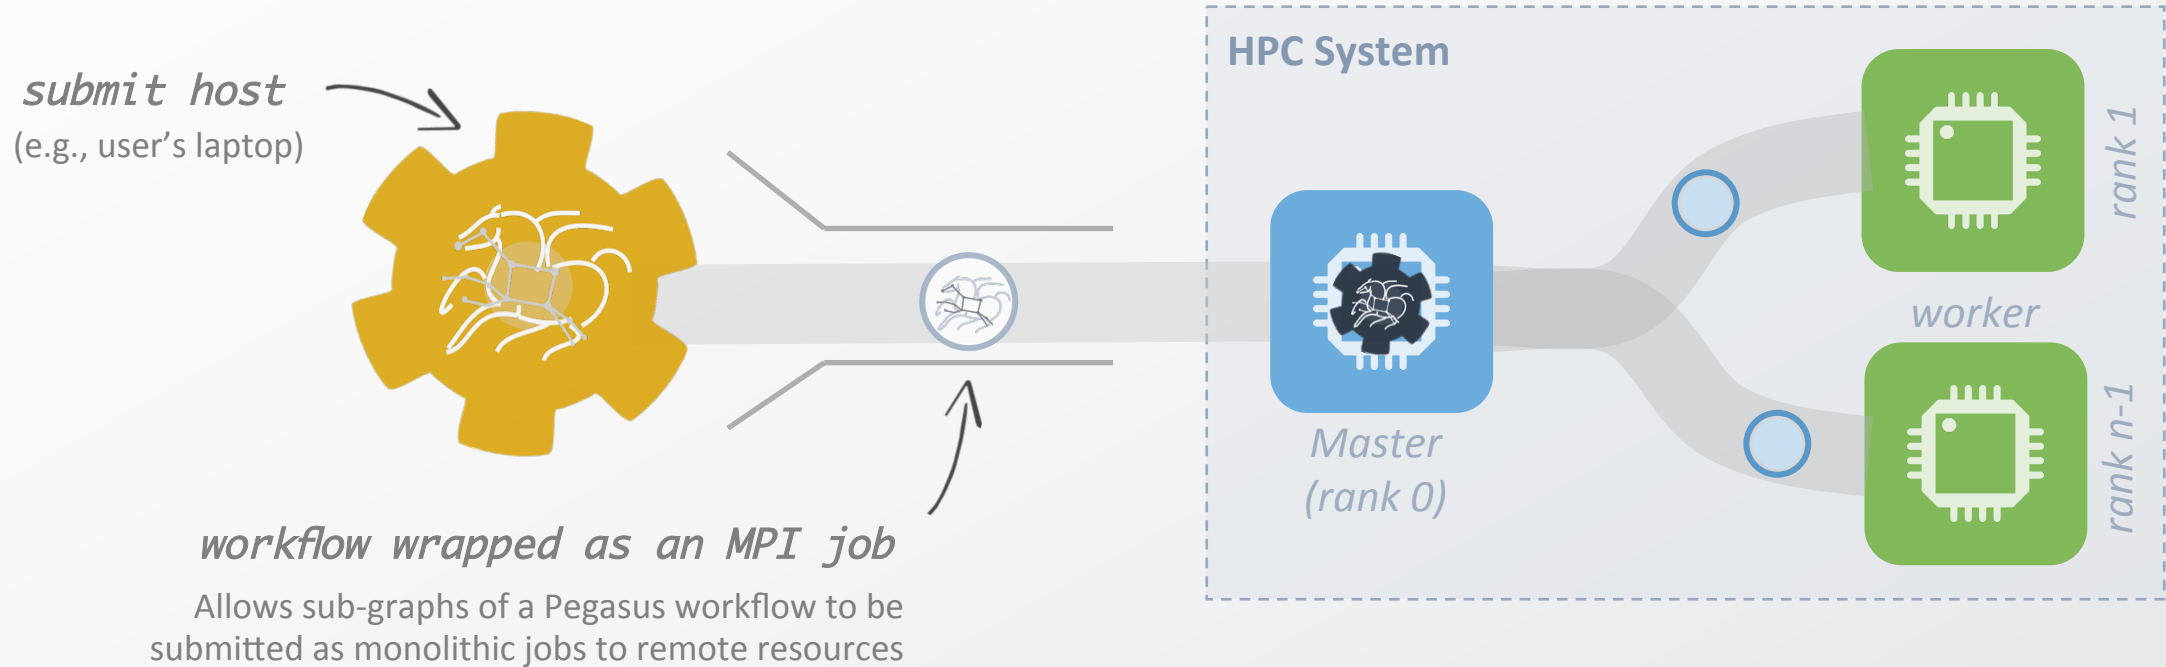 submit host
(e.g., user's laptop)
workflow wrapped as an MPI job
Allows sub-graphs of a Pegasus workflow to be
submitted as monolithic jobs to remote resources
HPC System
Master
(rank 0)
rank 1
worker
rank n-1